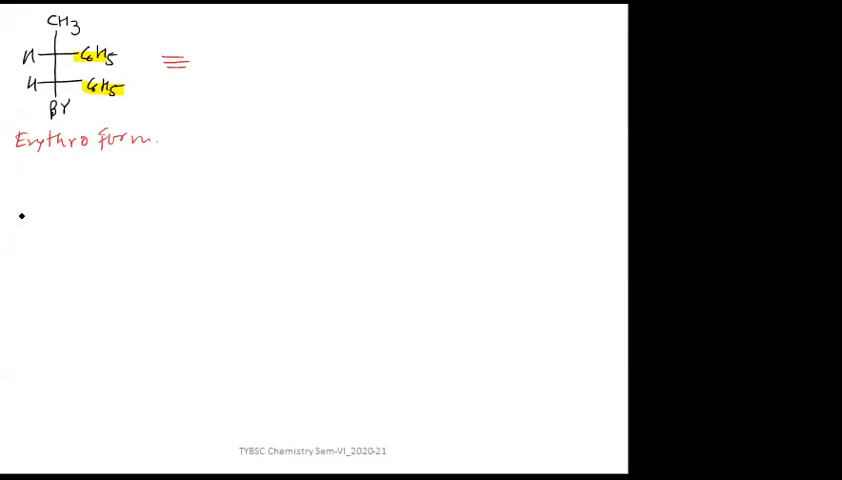 CH3
H C6H5
H C6H5
Br
Erythro form.
TYBSC Chemistry Sem-VI_2020-21